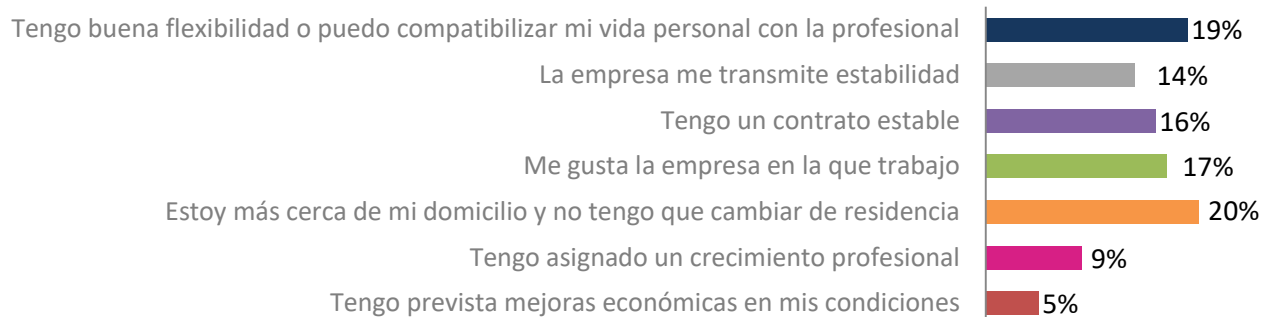 Tengo buena flexibilidad o puedo compatibilizar mi vida personal con la profesional 19%
La empresa me transmite estabilidad 14%
Tengo un contrato estable 16%
Me gusta la empresa en la que trabajo 17%
Estoy más cerca de mi domicilio y no tengo que cambiar de residencia 20%
Tengo asignado un crecimiento profesional 9%
Tengo prevista mejoras económicas en mis condiciones 5%